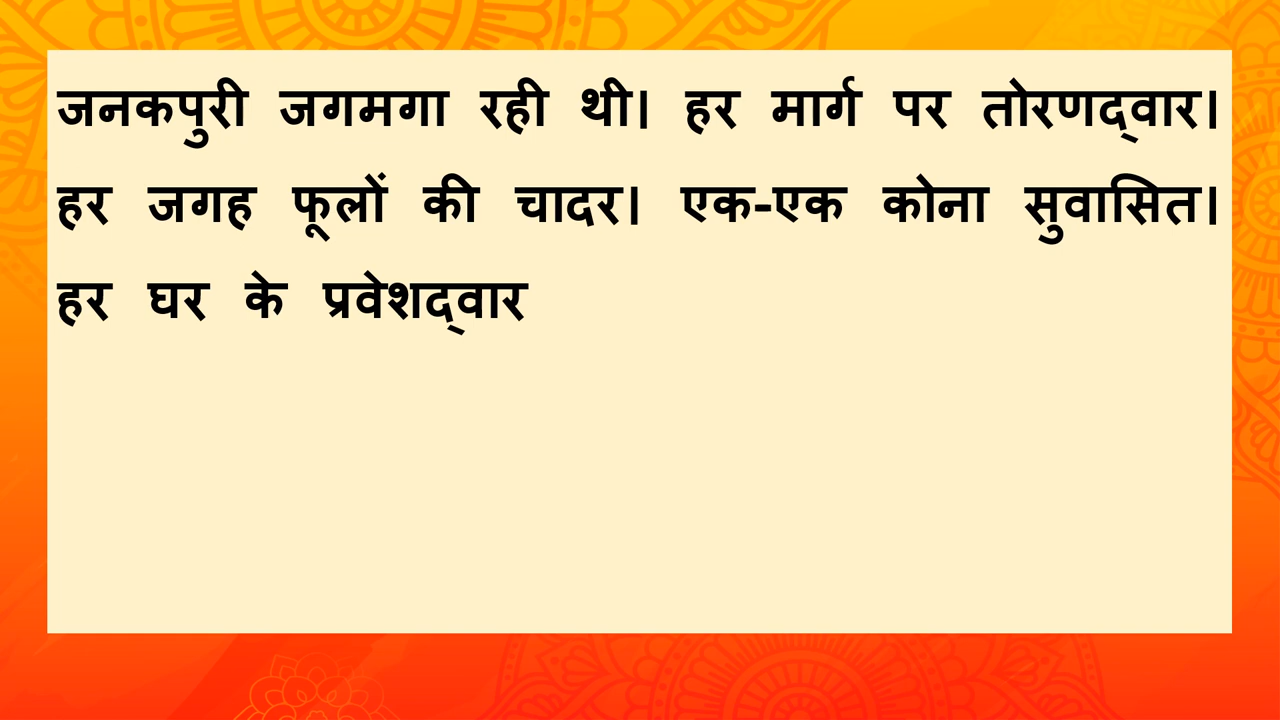 जनकपुरी जगमगा रही थी। हर मार्ग पर तोरणद्‌वार।
हर जगह फूलों की चादर। एक-एक कोना सुवासित।
हर घर के प्रवेशद्‌वार